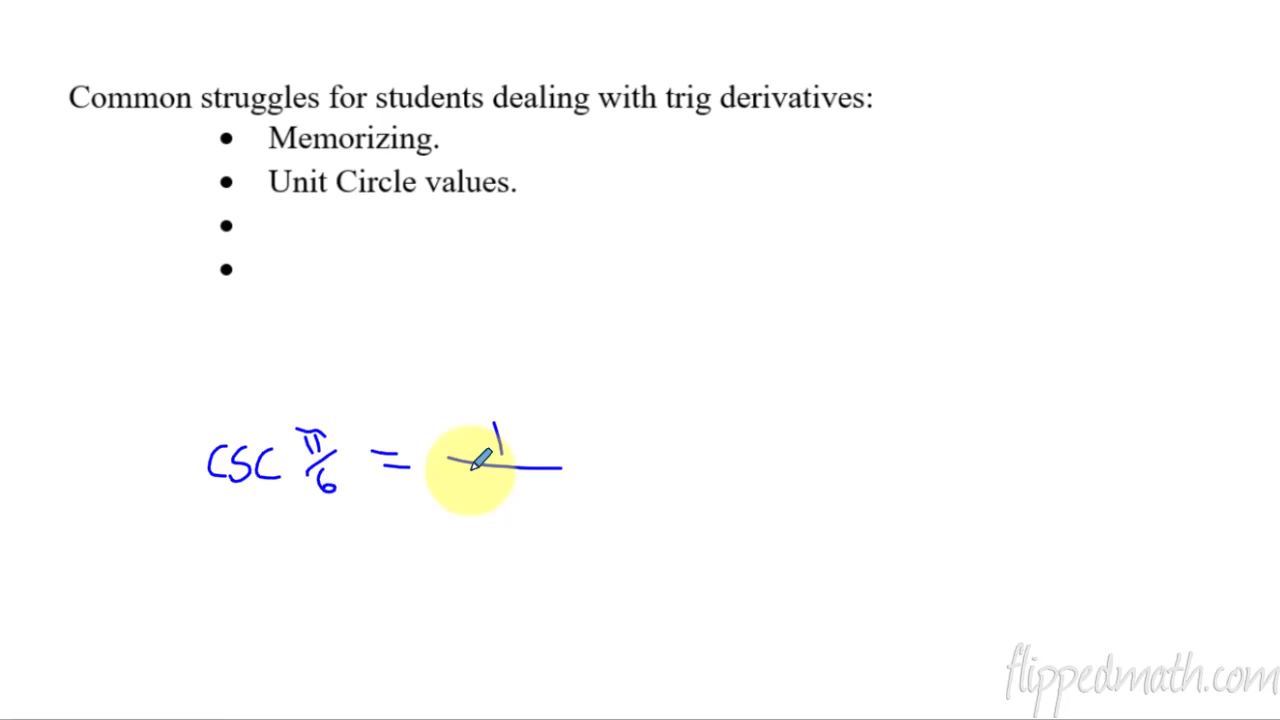 Common struggles for students dealing with trig derivatives:
• Memorizing.
• Unit Circle values.
•
•
csc π/6 = 1/
flippedmath.com